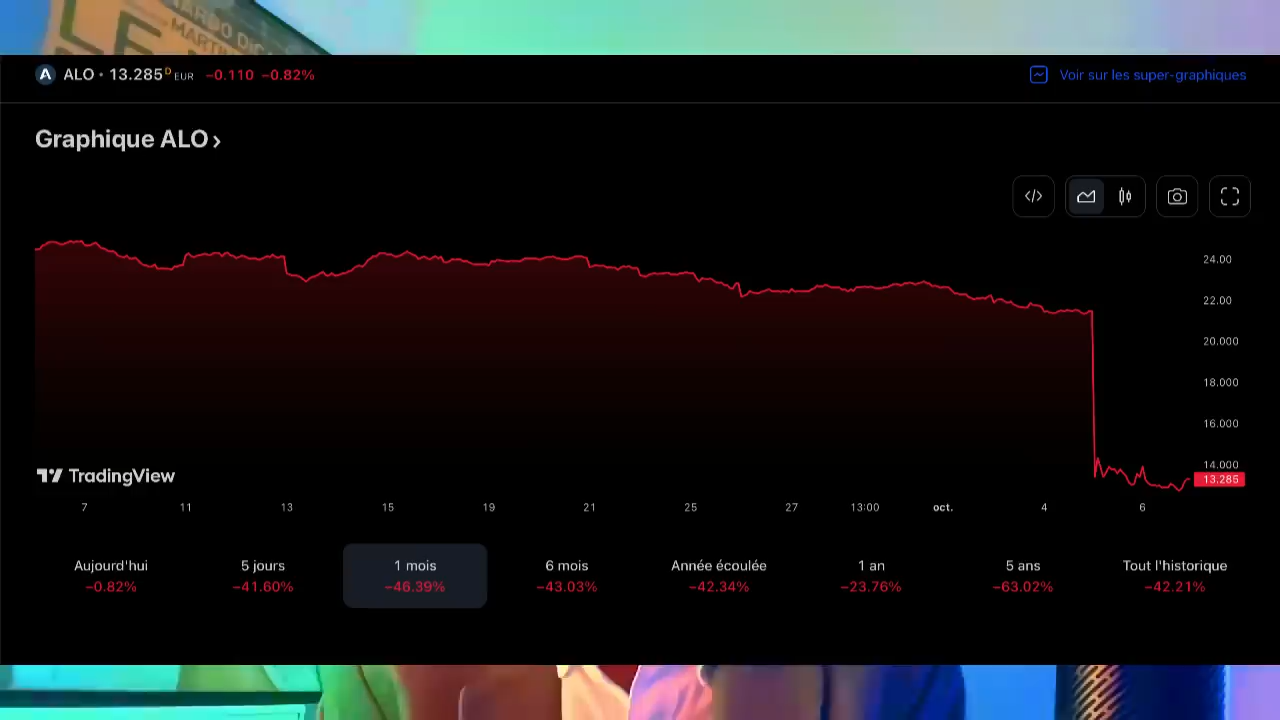 LE
MARTIN
ALO • 13.285 D EUR −0.110 −0.82%
Voir sur les super-graphiques
Graphique ALO ›
24.00
22.00
20.000
18.000
16.000
14.000
13.285
TradingView
7 11 13 15 19 21 25 27 13:00 oct. 4 6
Aujourd'hui 5 jours 1 mois 6 mois Année écoulée 1 an 5 ans Tout l'historique
−0.82% −41.60% −46.39% −43.03% −42.34% −23.76% −63.02% −42.21%